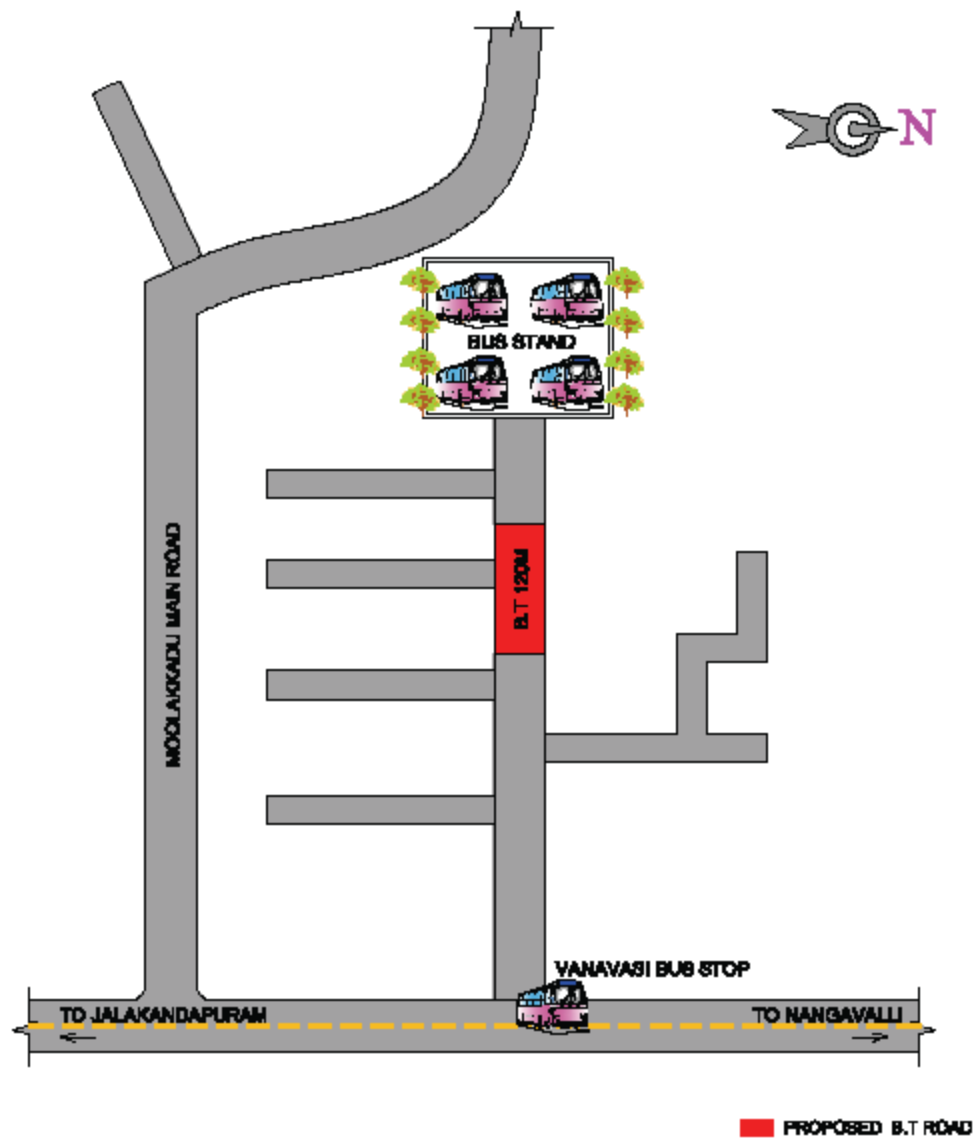 N
BUS STAND
MOOLAKKADU MAIN ROAD
B.T 120M
VANAVASI BUS STOP
TO JALAKANDAPURAM
TO NANGAVALLI
PROPOSED B.T ROAD